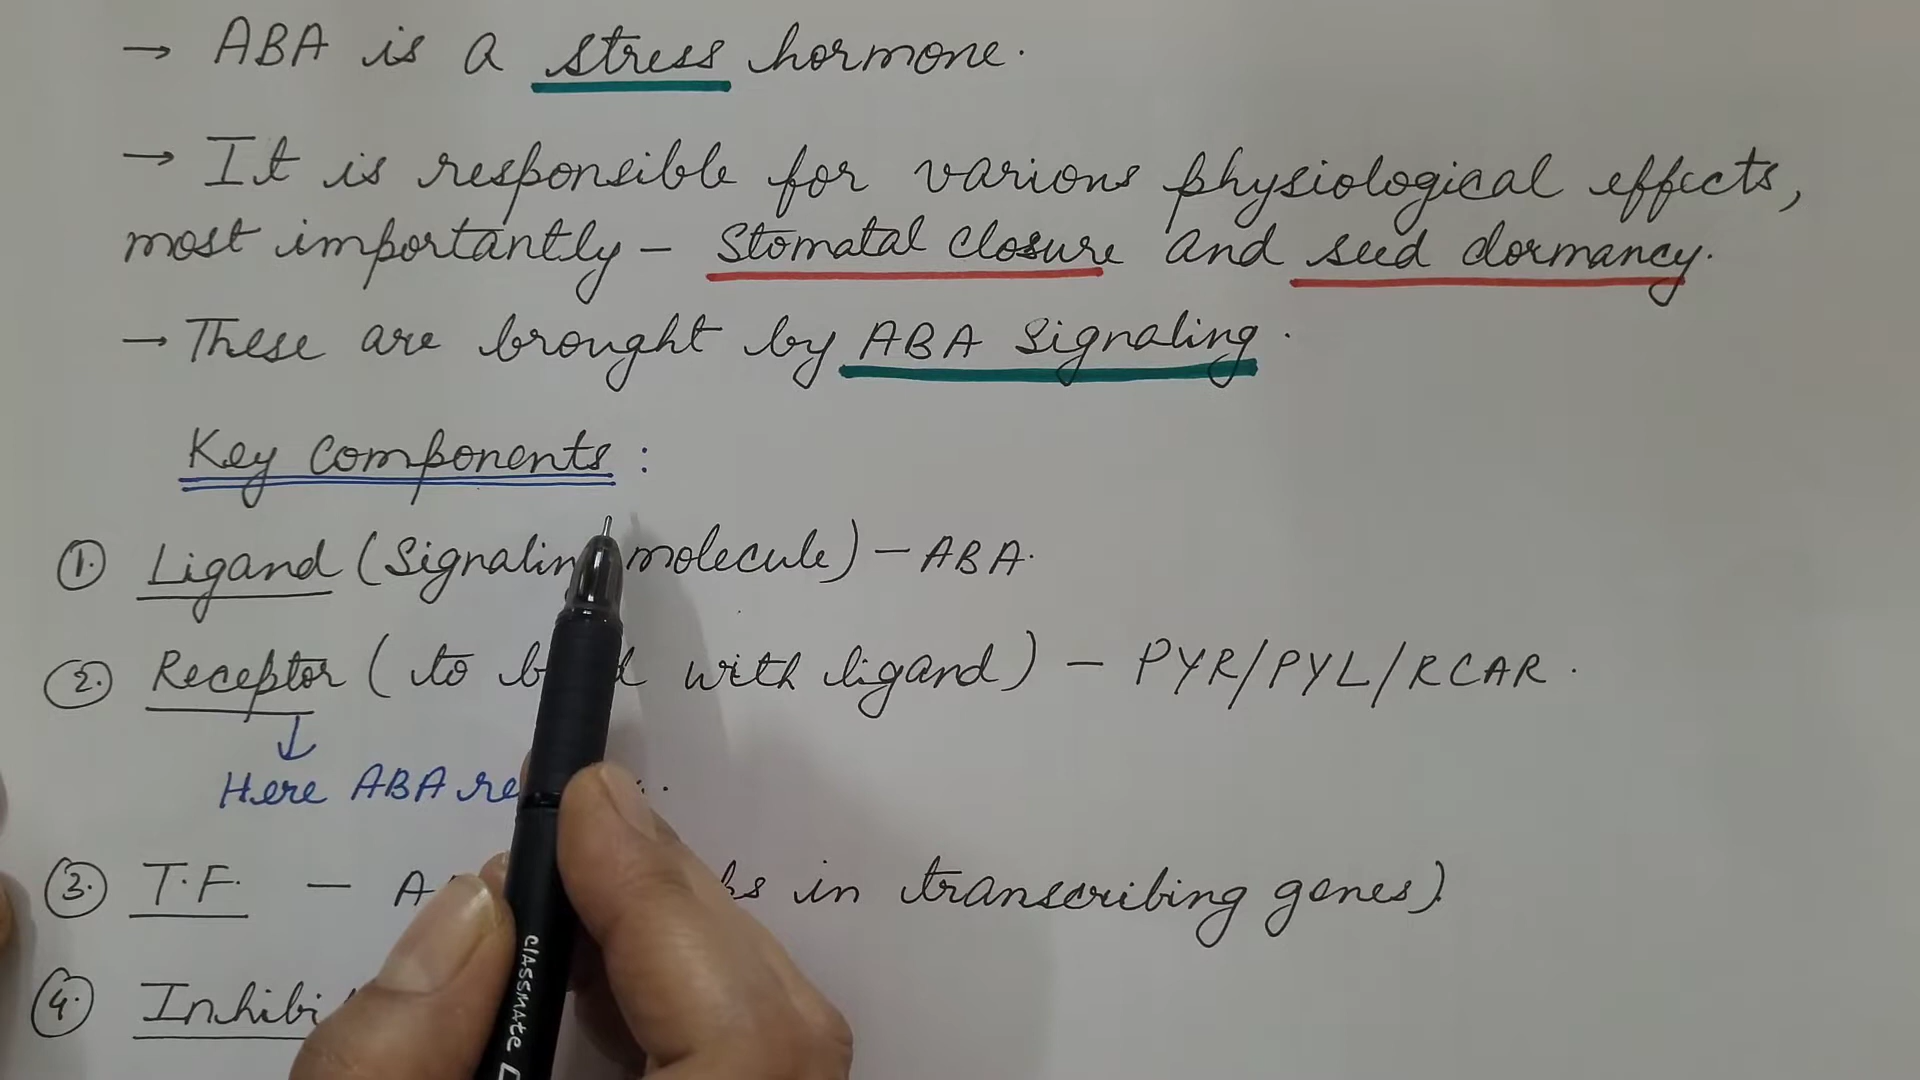 → ABA is a stress hormone.
→ It is responsible for various physiological effects,
most importantly – Stomatal closure and seed dormancy.
→ These are brought by ABA Signaling.
Key Components :
①. Ligand (Signalin molecule) – ABA.
②. Receptor ( to with ligand) – PYR/PYL/RCAR.
↓
Here ABA
③. T.F. – in transcribing genes).
④.
classmate